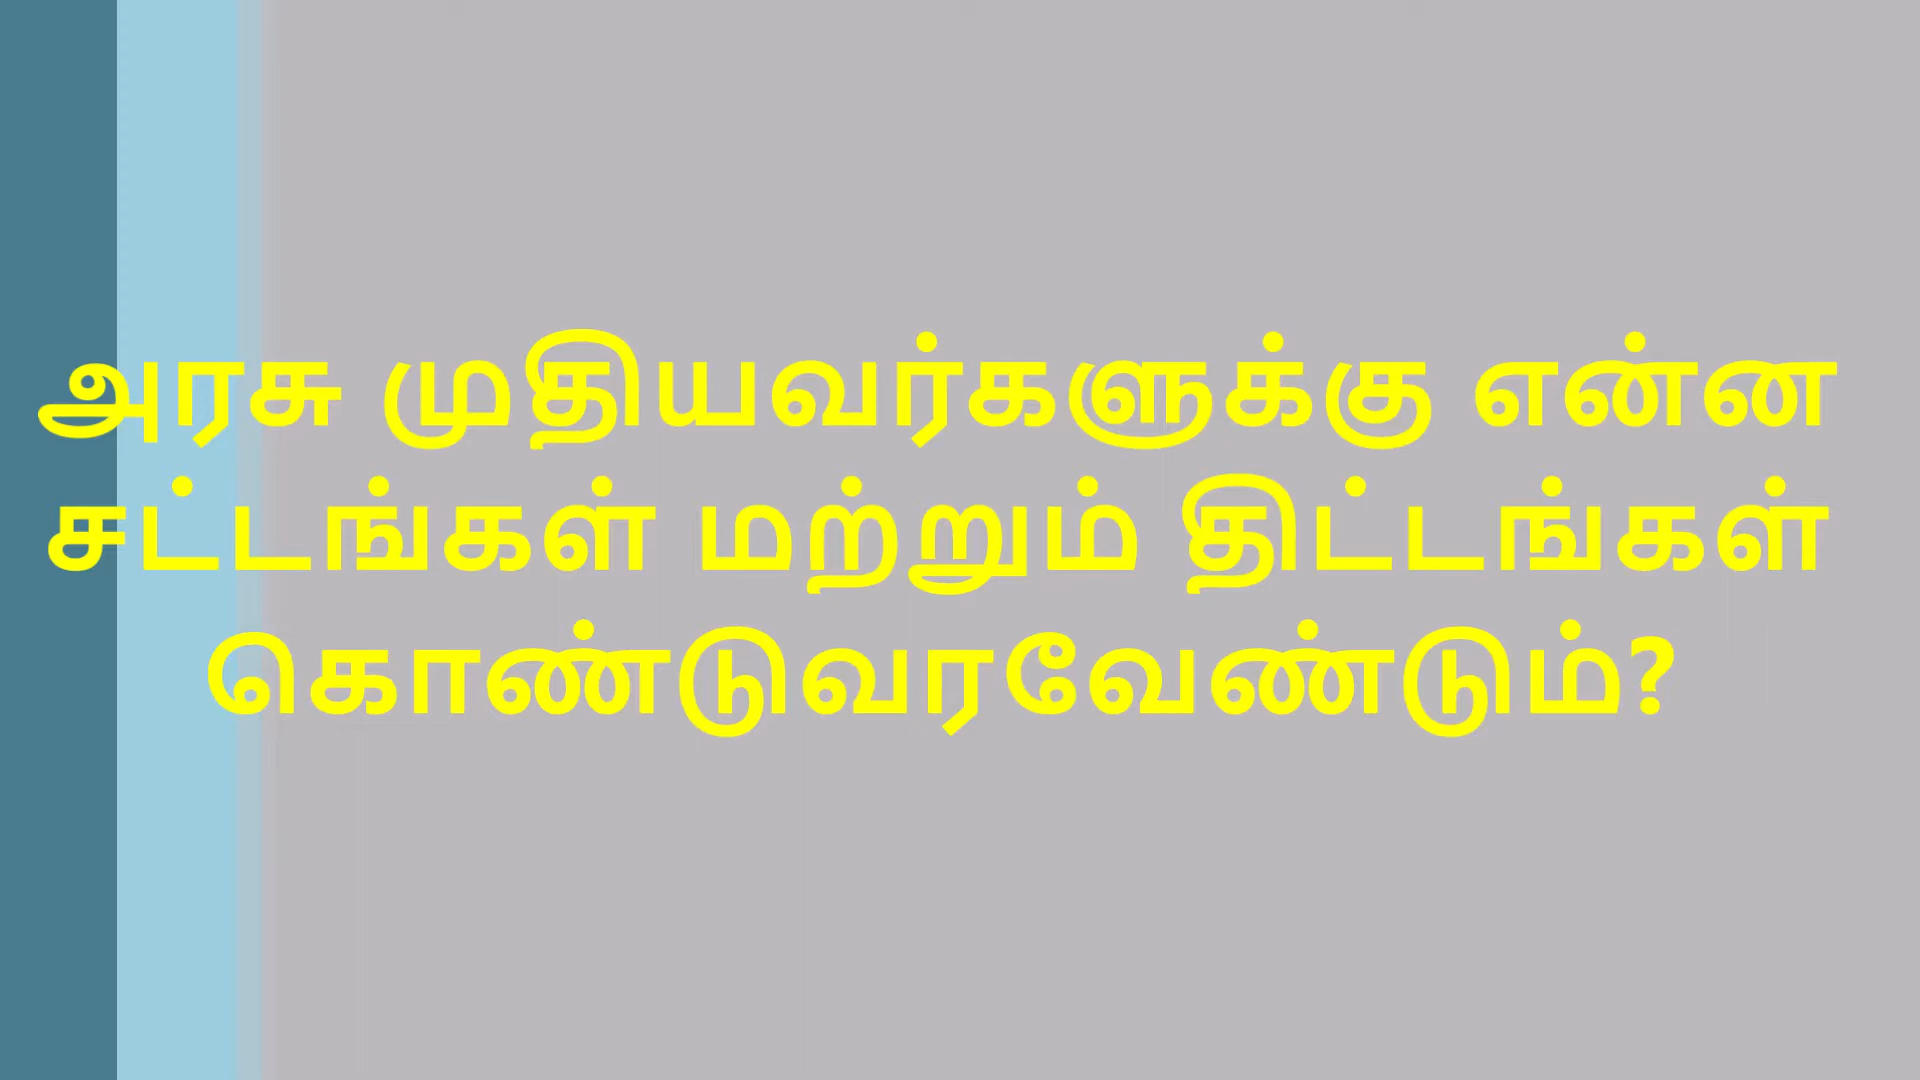 அரசு முதியவர்களுக்கு என்ன
சட்டங்கள் மற்றும் திட்டங்கள்
கொண்டுவரவேண்டும்?